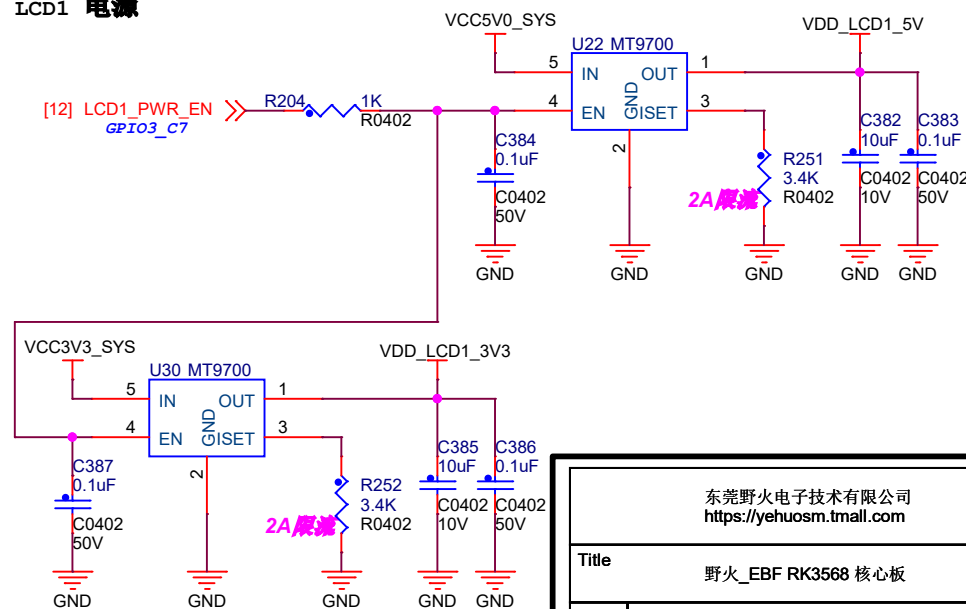 LCD1 电源
VCC5V0_SYS
VDD_LCD1_5V
U22 MT9700
5
IN
OUT
1
[12] LCD1_PWR_EN
GPIO3_C7
R204
1K
R0402
4
EN
GND
ISET
3
2
C384
0.1uF
C0402
50V
R251
3.4K
R0402
2A限流
C382
10uF
C0402
10V
C383
0.1uF
C0402
50V
GND
GND
GND
GND
GND
VCC3V3_SYS
VDD_LCD1_3V3
U30 MT9700
5
IN
OUT
1
4
EN
GND
ISET
3
2
C387
0.1uF
C0402
50V
R252
3.4K
R0402
2A限流
C385
10uF
C0402
10V
C386
0.1uF
C0402
50V
GND
GND
GND
GND
GND
东莞野火电子技术有限公司
https://yehuosm.tmall.com
Title
野火_EBF RK3568 核心板